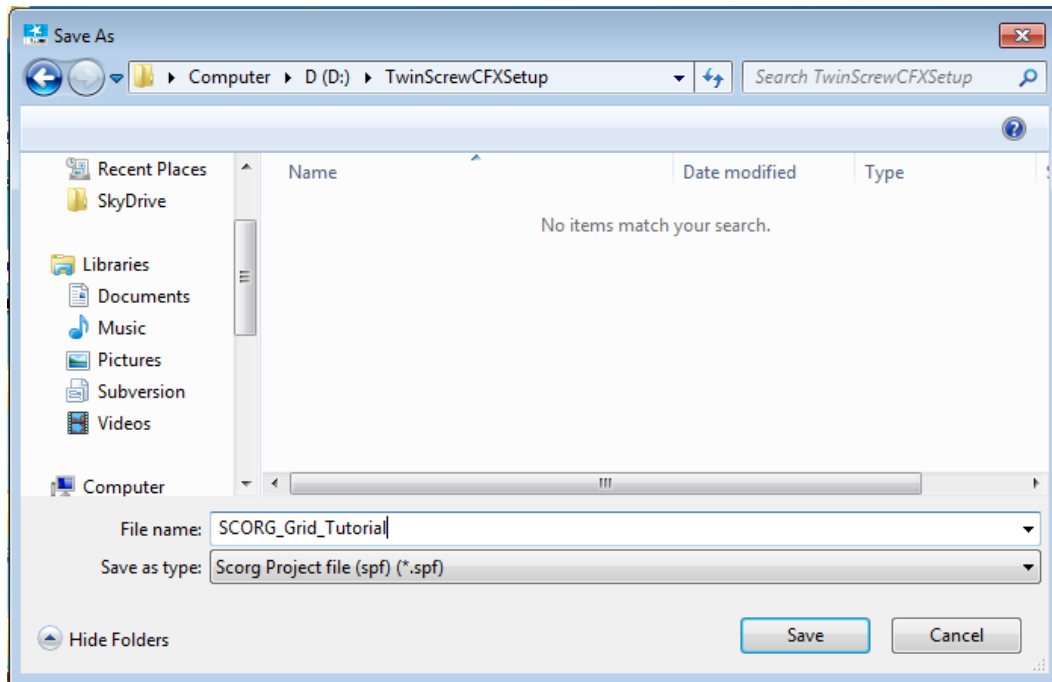 Save As
Computer D (D:) TwinScrewCFXSetup Search TwinScrewCFXSetup
Recent Places
SkyDrive
Libraries
Documents
Music
Pictures
Subversion
Videos
Computer
Name Date modified Type
No items match your search.
File name: SCORG_Grid_Tutorial
Save as type: Scorg Project file (spf) (*.spf)
Hide Folders Save Cancel